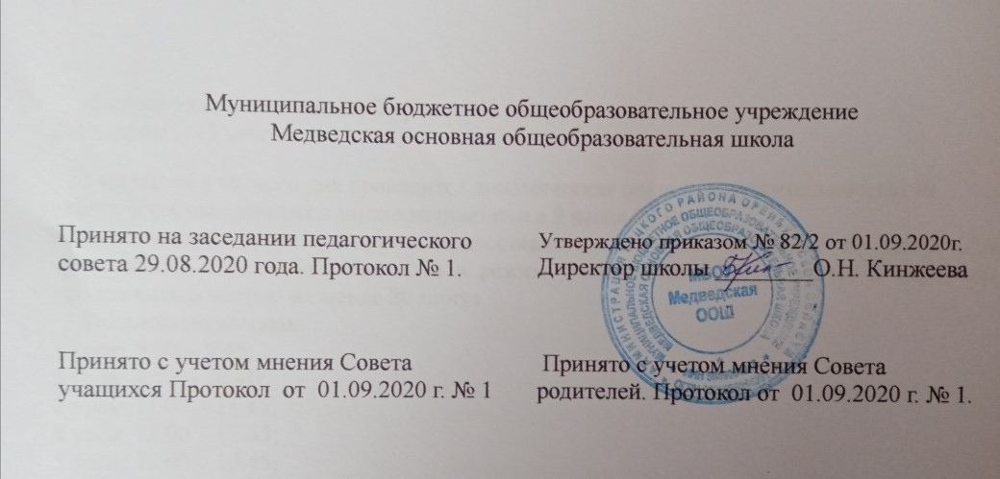 Муниципальное бюджетное общеобразовательное учреждение
Медведская основная общеобразовательная школа
Принято на заседании педагогического
совета 29.08.2020 года. Протокол № 1.
Утверждено приказом № 82/2 от 01.09.2020г.
Директор школы О.Н. Кинжеева
Медведская
ООШ
Принято с учетом мнения Совета
учащихся Протокол от 01.09.2020 г. № 1
Принято с учетом мнения Совета
родителей. Протокол от 01.09.2020 г. № 1.